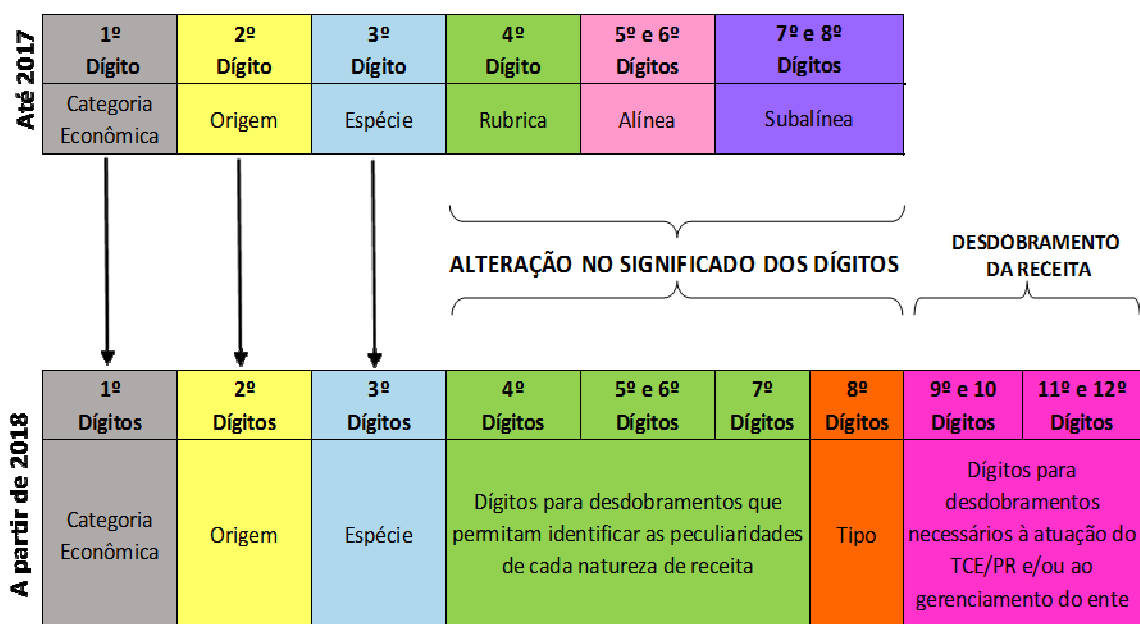 Até 2017
1º
Dígito
2º
Dígito
3º
Dígito
4º
Dígito
5º e 6º
Dígitos
7º e 8º
Dígitos
Categoria
Econômica
Origem
Espécie
Rubrica
Alínea
Subalínea
ALTERAÇÃO NO SIGNIFICADO DOS DÍGITOS
DESDOBRAMENTO
DA RECEITA
A partir de 2018
1º
Dígitos
2º
Dígitos
3º
Dígitos
4º
Dígitos
5º e 6º
Dígitos
7º
Dígitos
8º
Dígitos
9º e 10
Dígitos
11º e 12º
Dígitos
Categoria
Econômica
Origem
Espécie
Dígitos para desdobramentos que
permitam identificar as peculiaridades
de cada natureza de receita
Tipo
Dígitos para
desdobramentos
necessários à atuação do
TCE/PR e/ou ao
gerenciamento do ente